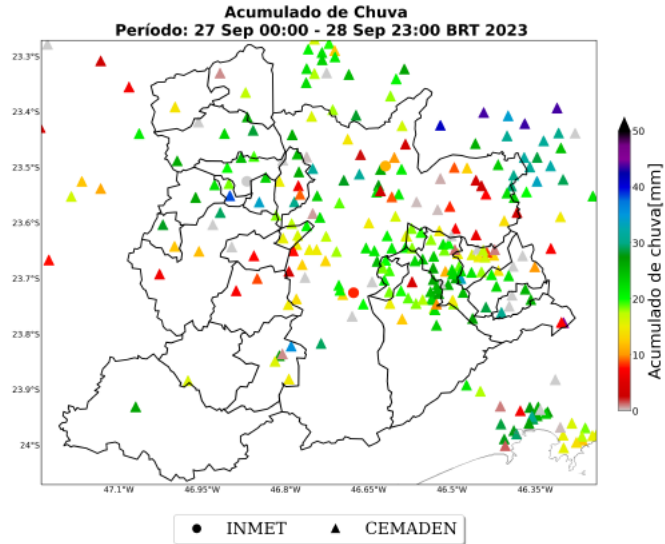 Acumulado de Chuva
Período: 27 Sep 00:00 - 28 Sep 23:00 BRT 2023
23.3°S
23.4°S
23.5°S
23.6°S
23.7°S
23.8°S
23.9°S
24°S
47.1°W
46.95°W
46.8°W
46.65°W
46.5°W
46.35°W
50
40
30
20
10
0
Acumulado de chuva[mm]
INMET
CEMADEN